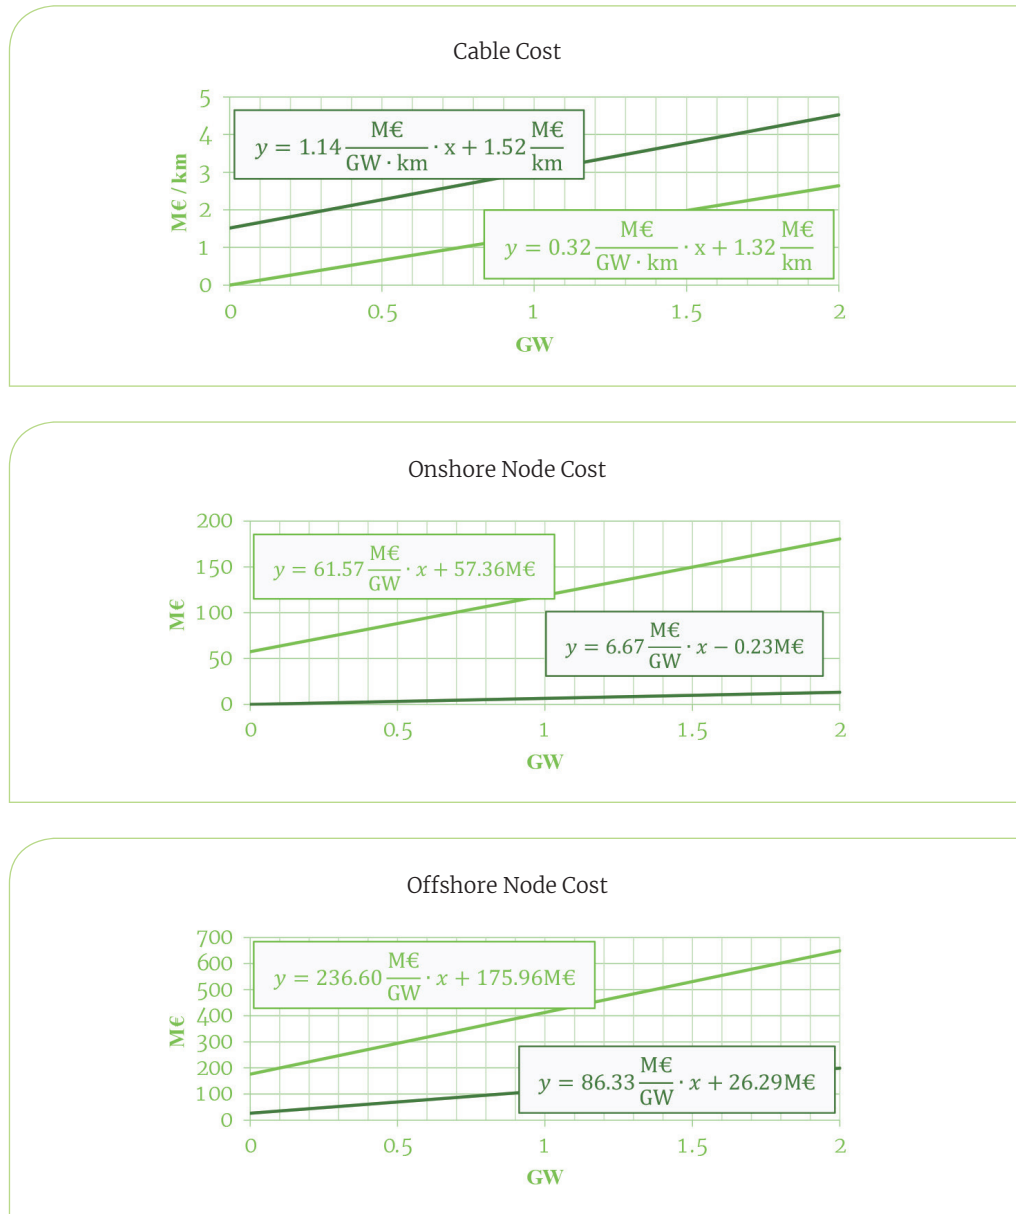 Cable Cost
5
4
3
2
1
0
M€ / km
y = 1.14 M€/GW · km · x + 1.52 M€/km
y = 0.32 M€/GW · km · x + 1.32 M€/km
0 0.5 1 1.5 2
GW
Onshore Node Cost
200
150
100
50
0
M€
y = 61.57 M€/GW · x + 57.36M€
y = 6.67 M€/GW · x − 0.23M€
0 0.5 1 1.5 2
GW
Offshore Node Cost
700
600
500
400
300
200
100
0
M€
y = 236.60 M€/GW · x + 175.96M€
y = 86.33 M€/GW · x + 26.29M€
0 0.5 1 1.5 2
GW